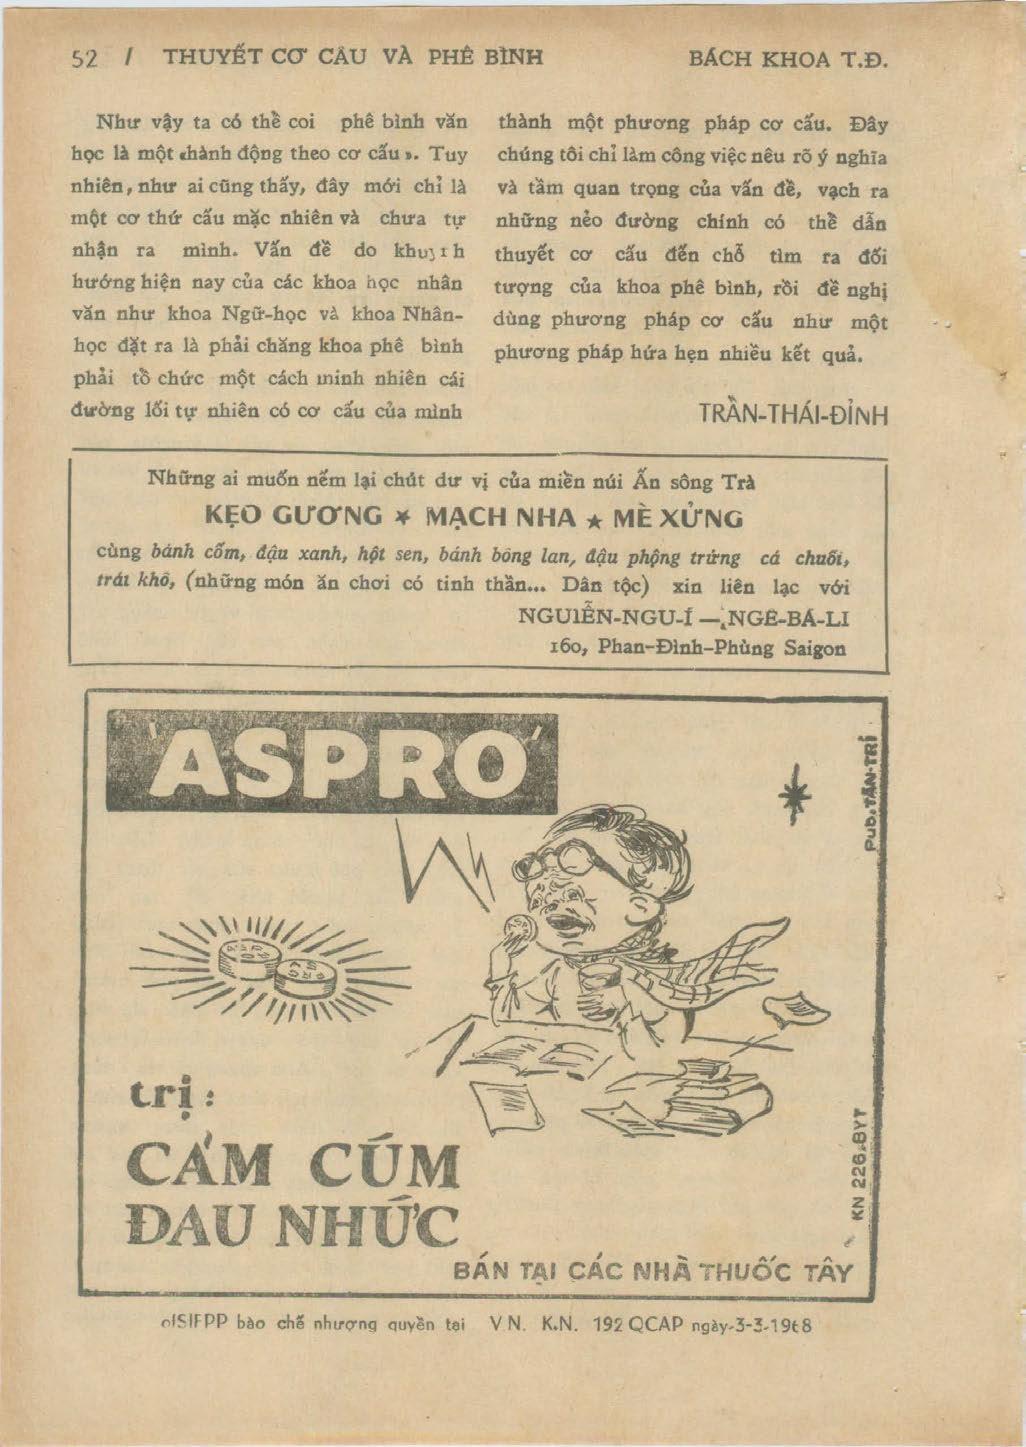 52 / THUYẾT CƠ CÂU VÀ PHÊ BÌNH
BÁCH KHOA T.Đ.
Như vậy ta có thể coi phê bình văn
học là một «hành động theo cơ cấu». Tuy
nhiên, như ai cũng thấy, đây mới chỉ là
một cơ thứ cấu mặc nhiên và chưa tự
nhận ra mình. Vấn đề do
hướng hiện nay của các khoa học nhân
văn như khoa Ngữ-học và khoa Nhân-
học đặt ra là phải chăng khoa phê bình
phải tổ chức một cách minh nhiên cái
đường lối tự nhiên có cơ cấu của mình
thành một phương pháp cơ cấu. Đây
chúng tôi chỉ làm công việc nêu rõ ý nghĩa
và tầm quan trọng của vấn đề, vạch ra
những nẻo đường chính có thể dẫn
thuyết cơ cấu đến chỗ tìm ra đối
tượng của khoa phê bình, rồi đề nghị
dùng phương pháp cơ cấu như một
phương pháp hứa hẹn nhiều kết quả.
TRẦN-THÁI-ĐỈNH
Những ai muốn nếm lại chút dư vị của miền núi Ấn sông Trà
KẸO GƯƠNG ★ MẠCH NHA ★ MÈ XỬNG
cùng bánh cốm, đậu xanh, hột sen, bánh bông lan, đậu phộng trứng cá chuối,
trái khô, (những món ăn chơi có tinh thần... Dân tộc) xin liên lạc với
NGUIỄN-NGU-Í — NGÊ-BÁ-LI
160, Phan-Đình-Phùng Saigon
'ASPRO'
Pub. TẤN-TRÍ
ASPRO
ASPRO
trị:
CẢM CÚM
ĐAU NHỨC
KN 226.BYT
BÁN TẠI CÁC NHÀ THUỐC TÂY
bào chế nhượng quyền tại VN. K.N. 192 QCAP ngày-3-3-